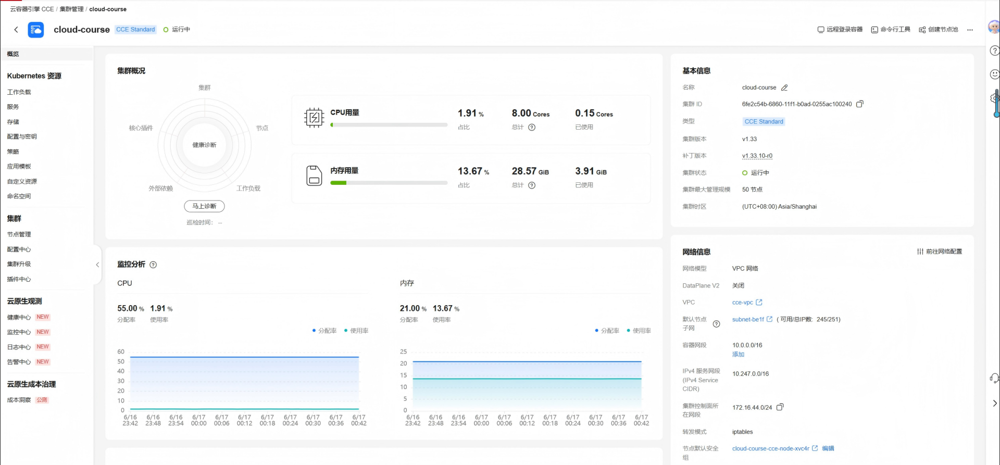 云容器引擎 CCE / 集群管理 / cloud-course
cloud-course CCE Standard 运行中
远程登录容器 命令行工具 创建节点池 ...
概览
Kubernetes 资源
工作负载
服务
存储
配置与密钥
策略
应用模板
自定义资源
命名空间
集群
节点管理
配置中心
集群升级
插件中心
云原生观测
健康中心 NEW
监控中心 NEW
日志中心 NEW
告警中心 NEW
云原生成本治理
成本洞察 公测
集群概况
集群
核心插件
节点
健康诊断
外部依赖
工作负载
马上诊断
巡检时间： --
CPU用量
1.91 % 8.00 Cores 0.15 Cores
占比 总计 ? 已使用
内存用量
13.67 % 28.57 GiB 3.91 GiB
占比 总计 ? 已使用
监控分析 ?
CPU
55.00 % 1.91 %
分配率 使用率
分配率 使用率
60
50
40
30
20
10
0
6/16 6/16 6/16 6/17 6/17 6/17 6/17 6/17 6/17 6/17 6/17
23:42 23:48 23:54 00:00 00:06 00:12 00:18 00:24 00:30 00:36 00:42
内存
21.00 % 13.67 %
分配率 使用率
分配率 使用率
25
20
15
10
5
0
6/16 6/16 6/16 6/17 6/17 6/17 6/17 6/17 6/17 6/17 6/17
23:42 23:48 23:54 00:00 00:06 00:12 00:18 00:24 00:30 00:36 00:42
基本信息
名称 cloud-course
集群 ID 6fe2c54b-6860-11f1-b0ad-0255ac100240
类型 CCE Standard
集群版本 v1.33
补丁版本 v1.33.10-r0
集群状态 运行中
集群最大管理规模 50 节点
集群时区 (UTC+08:00) Asia/Shanghai
网络信息 前往网络配置
网络模型 VPC 网络
DataPlane V2 关闭
VPC cce-vpc
默认节点 subnet-be1f ( 可用/总IP数: 245/251)
子网 ?
容器网段 10.0.0.0/16
添加
IPv4 服务网段 10.247.0.0/16
(IPv4 Service
CIDR)
集群控制面所 172.16.44.0/24
在网段
转发模式 iptables
节点默认安全 cloud-course-cce-node-xvc4r 编辑
组